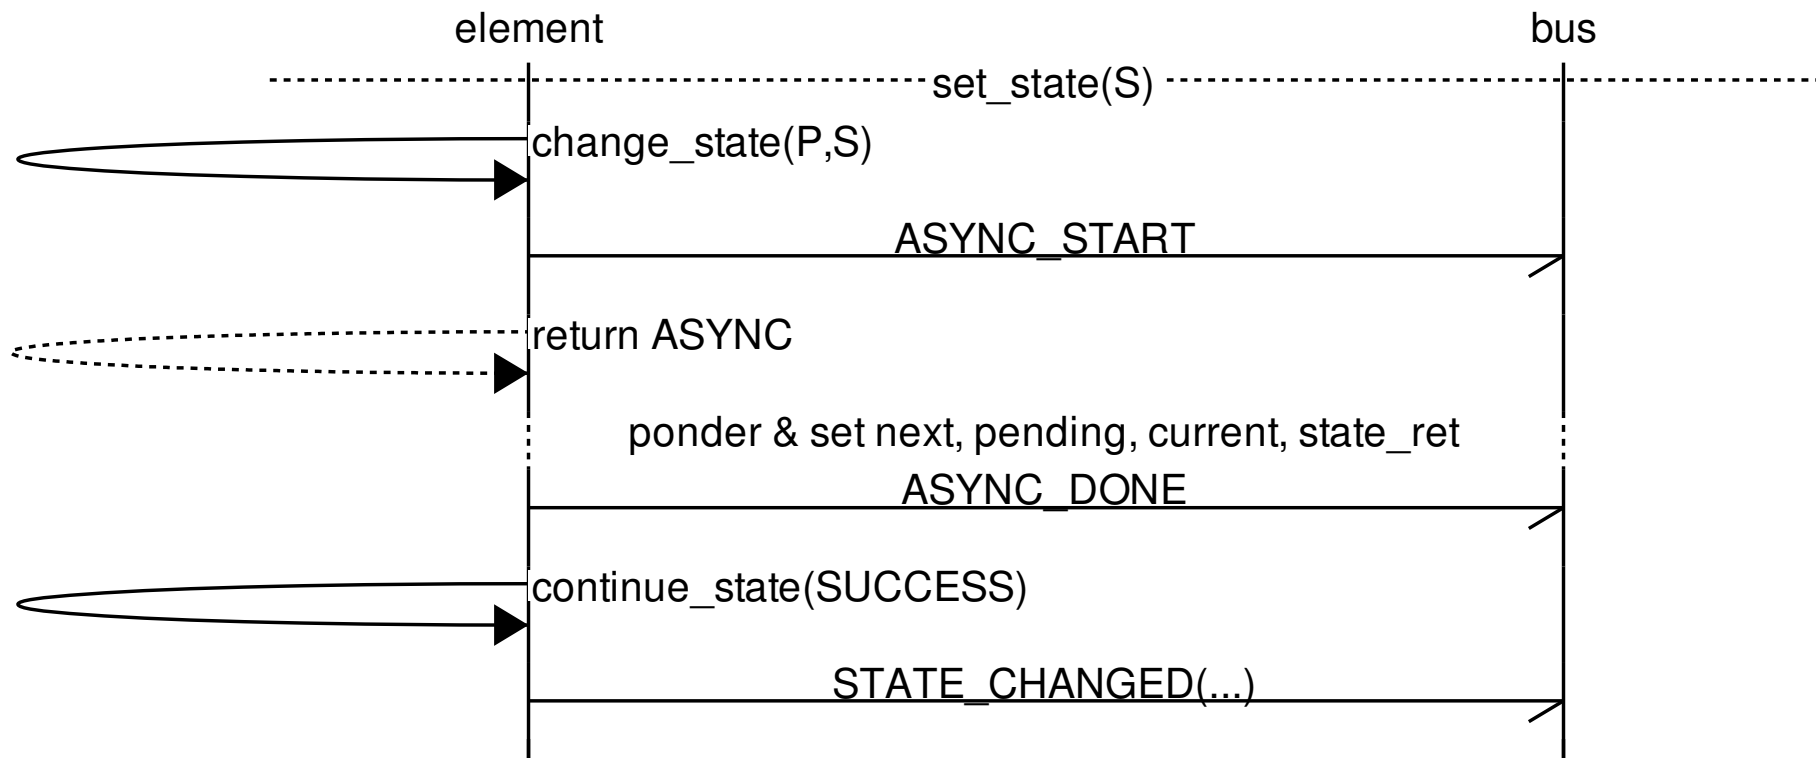 element
bus
set_state(S)
change_state(P,S)
ASYNC_START
return ASYNC
ponder & set next, pending, current, state_ret
ASYNC_DONE
continue_state(SUCCESS)
STATE_CHANGED(...)